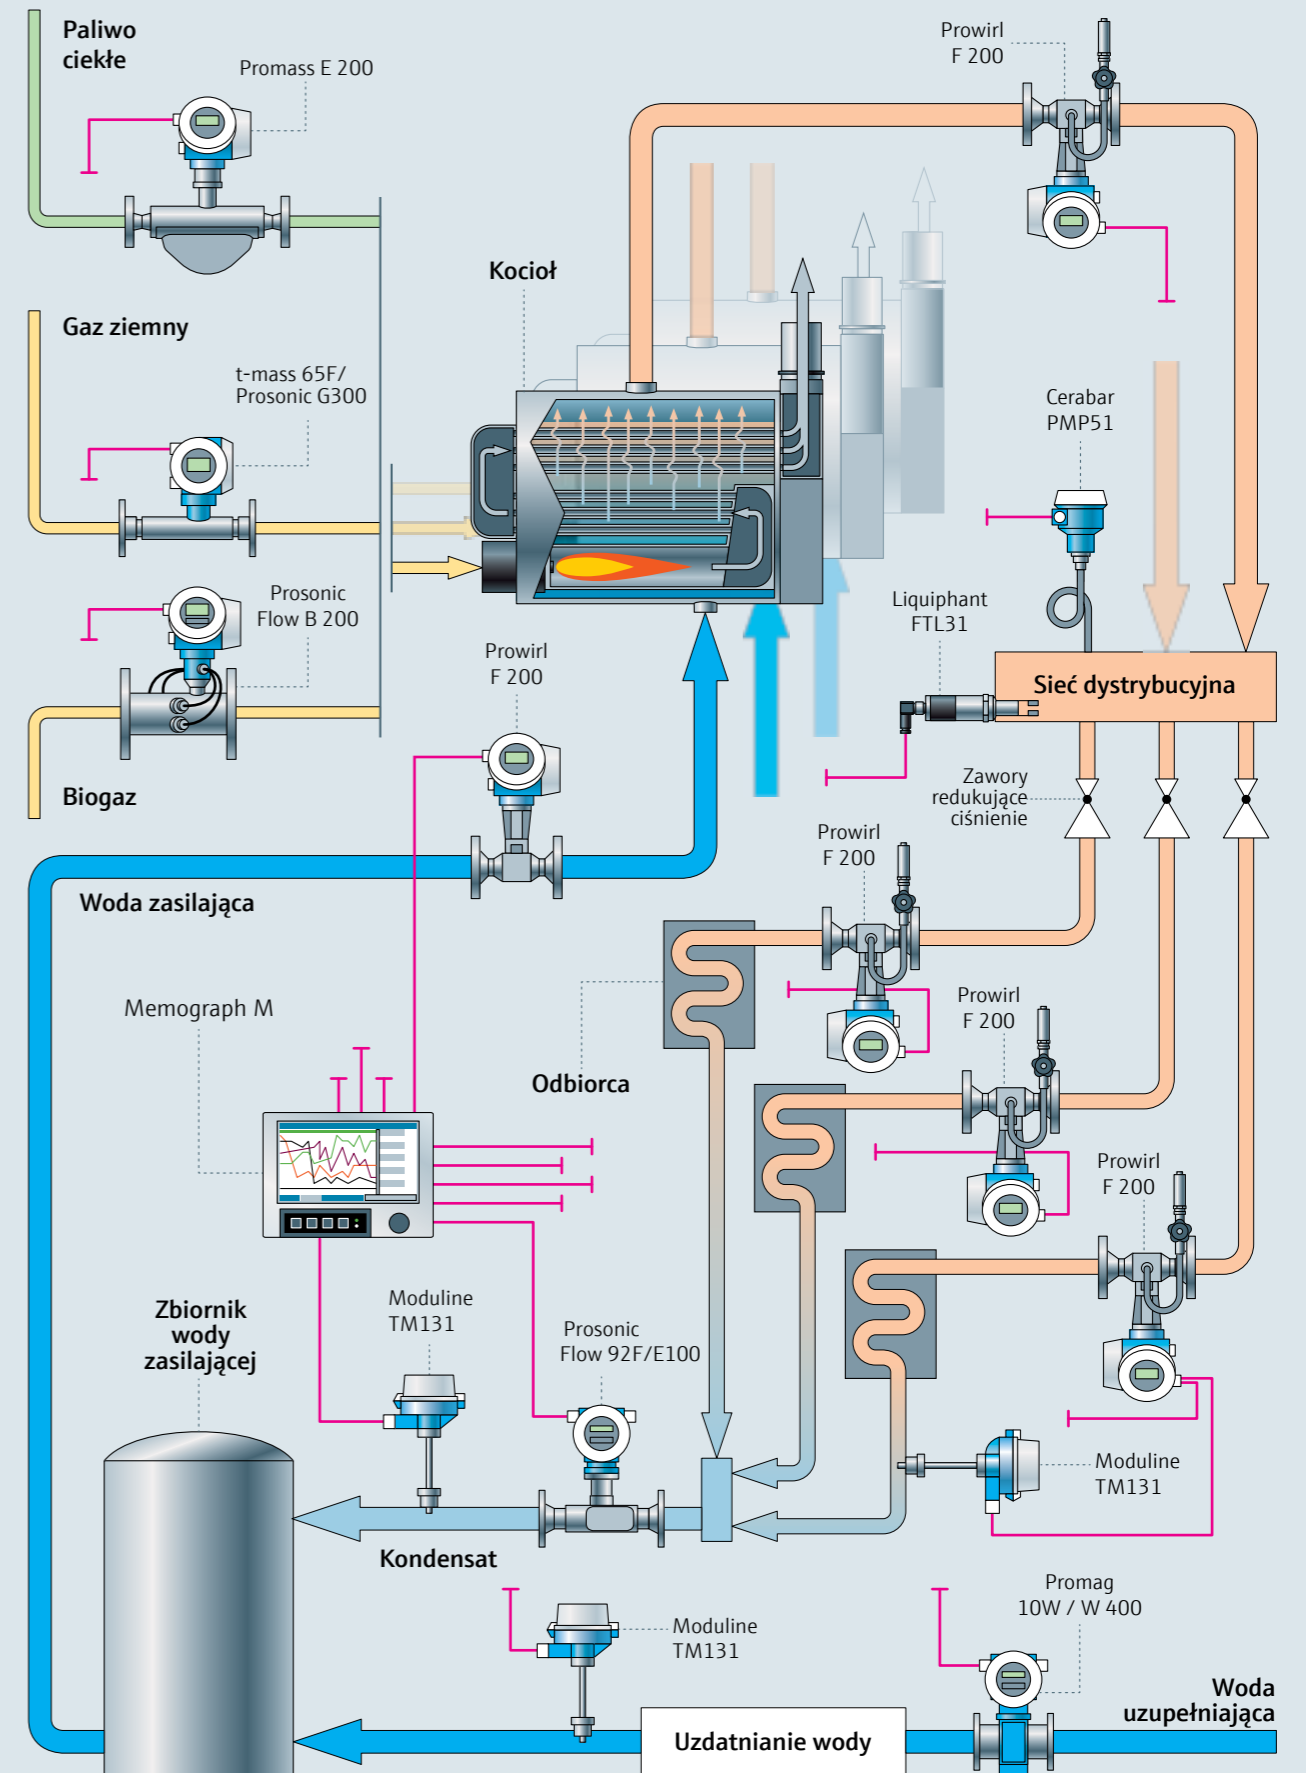 Paliwo
ciekłe
Promass E 200
Prowirl
F 200
Kocioł
Gaz ziemny
t-mass 65F/
Prosonic G300
Cerabar
PMP51
Prosonic
Flow B 200
Liquiphant
FTL31
Prowirl
F 200
Sieć dystrybucyjna
Biogaz
Zawory
redukujące
ciśnienie
Prowirl
F 200
Woda zasilająca
Memograph M
Prowirl
F 200
Odbiorca
Prowirl
F 200
Zbiornik
wody
zasilającej
Moduline
TM131
Prosonic
Flow 92F/E100
Moduline
TM131
Kondensat
Promag
10W / W 400
Moduline
TM131
Woda
uzupełniająca
Uzdatnianie wody